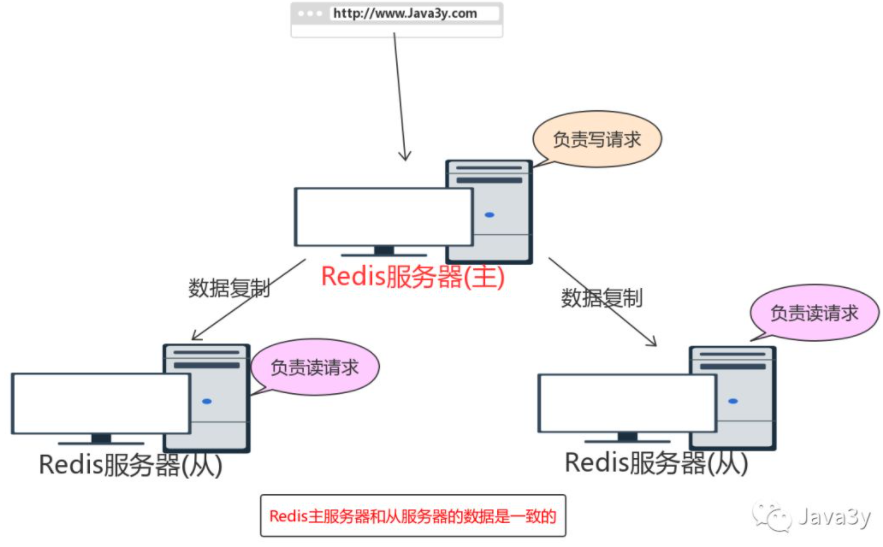 http://www.Java3y.com
负责写请求
Redis服务器(主)
数据复制
数据复制
负责读请求
负责读请求
Redis服务器(从)
Redis服务器(从)
Redis主服务器和从服务器的数据是一致的
Java3y